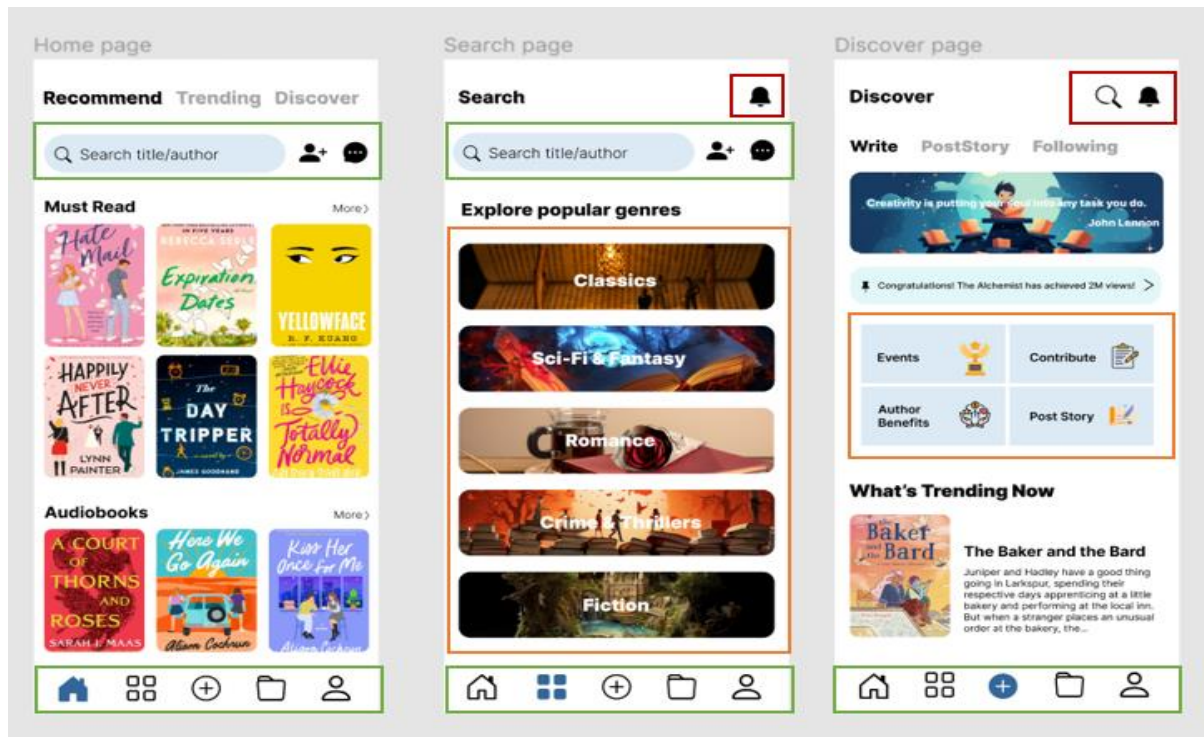 Home page
Recommend Trending Discover
Search title/author
Must Read
More>
Hate
Mail
IN FIVE YEARS
REBECCA SERLE
Expiration
Dates
YELLOWFACE
R. F. KUANG
HAPPILY
NEVER
AFTER
LYNN
PAINTER
The
DAY
TRIPPER
JAMES GOODHAND
Ellie
Haycock
is
Totally
Normal
Audiobooks
More>
A COURT
OF
THORNS
AND
ROSES
SARAH J. MAAS
Here We
Go Again
Alison Cochrun
Kiss Her
Once for Me
Alison Cochrun
Search page
Search
Search title/author
Explore popular genres
Classics
Sci-Fi & Fantasy
Romance
Crime & Thrillers
Fiction
Discover page
Discover
Write PostStory Following
Creativity is putting your soul into any task you do.
John Lennon
Congratulations! The Alchemist has achieved 2M views! >
Events
Contribute
Author
Benefits
Post Story
What's Trending Now
the
Baker
and the
Bard
The Baker and the Bard
Juniper and Hadley have a good thing
going in Larkspur, spending their
respective days apprenticing at a little
bakery and performing at the local inn.
But when a stranger places an unusual
order at the bakery, the...